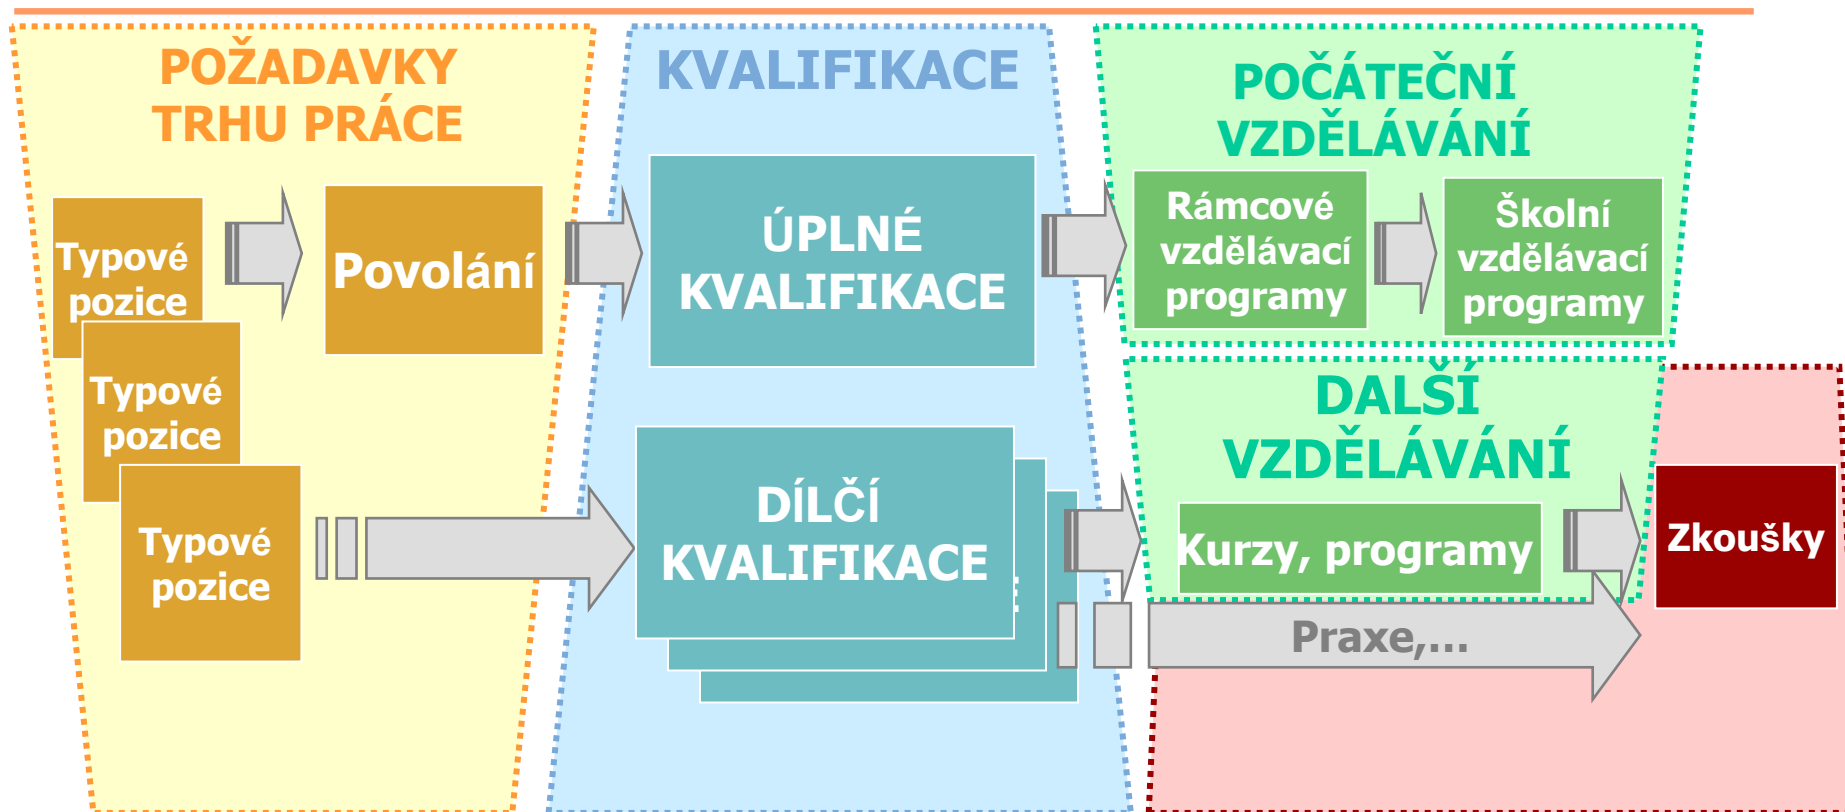 POŽADAVKY
TRHU PRÁCE
Typové
pozice
Typové
pozice
Typové
pozice
Povolání
KVALIFIKACE
ÚPLNÉ
KVALIFIKACE
DÍLČÍ
KVALIFIKACE
E
POČÁTEČNÍ
VZDĚLÁVÁNÍ
Rámcové
vzdělávací
programy
Školní
vzdělávací
programy
DALŠÍ
VZDĚLÁVÁNÍ
Kurzy, programy
Praxe,...
Zkoušky